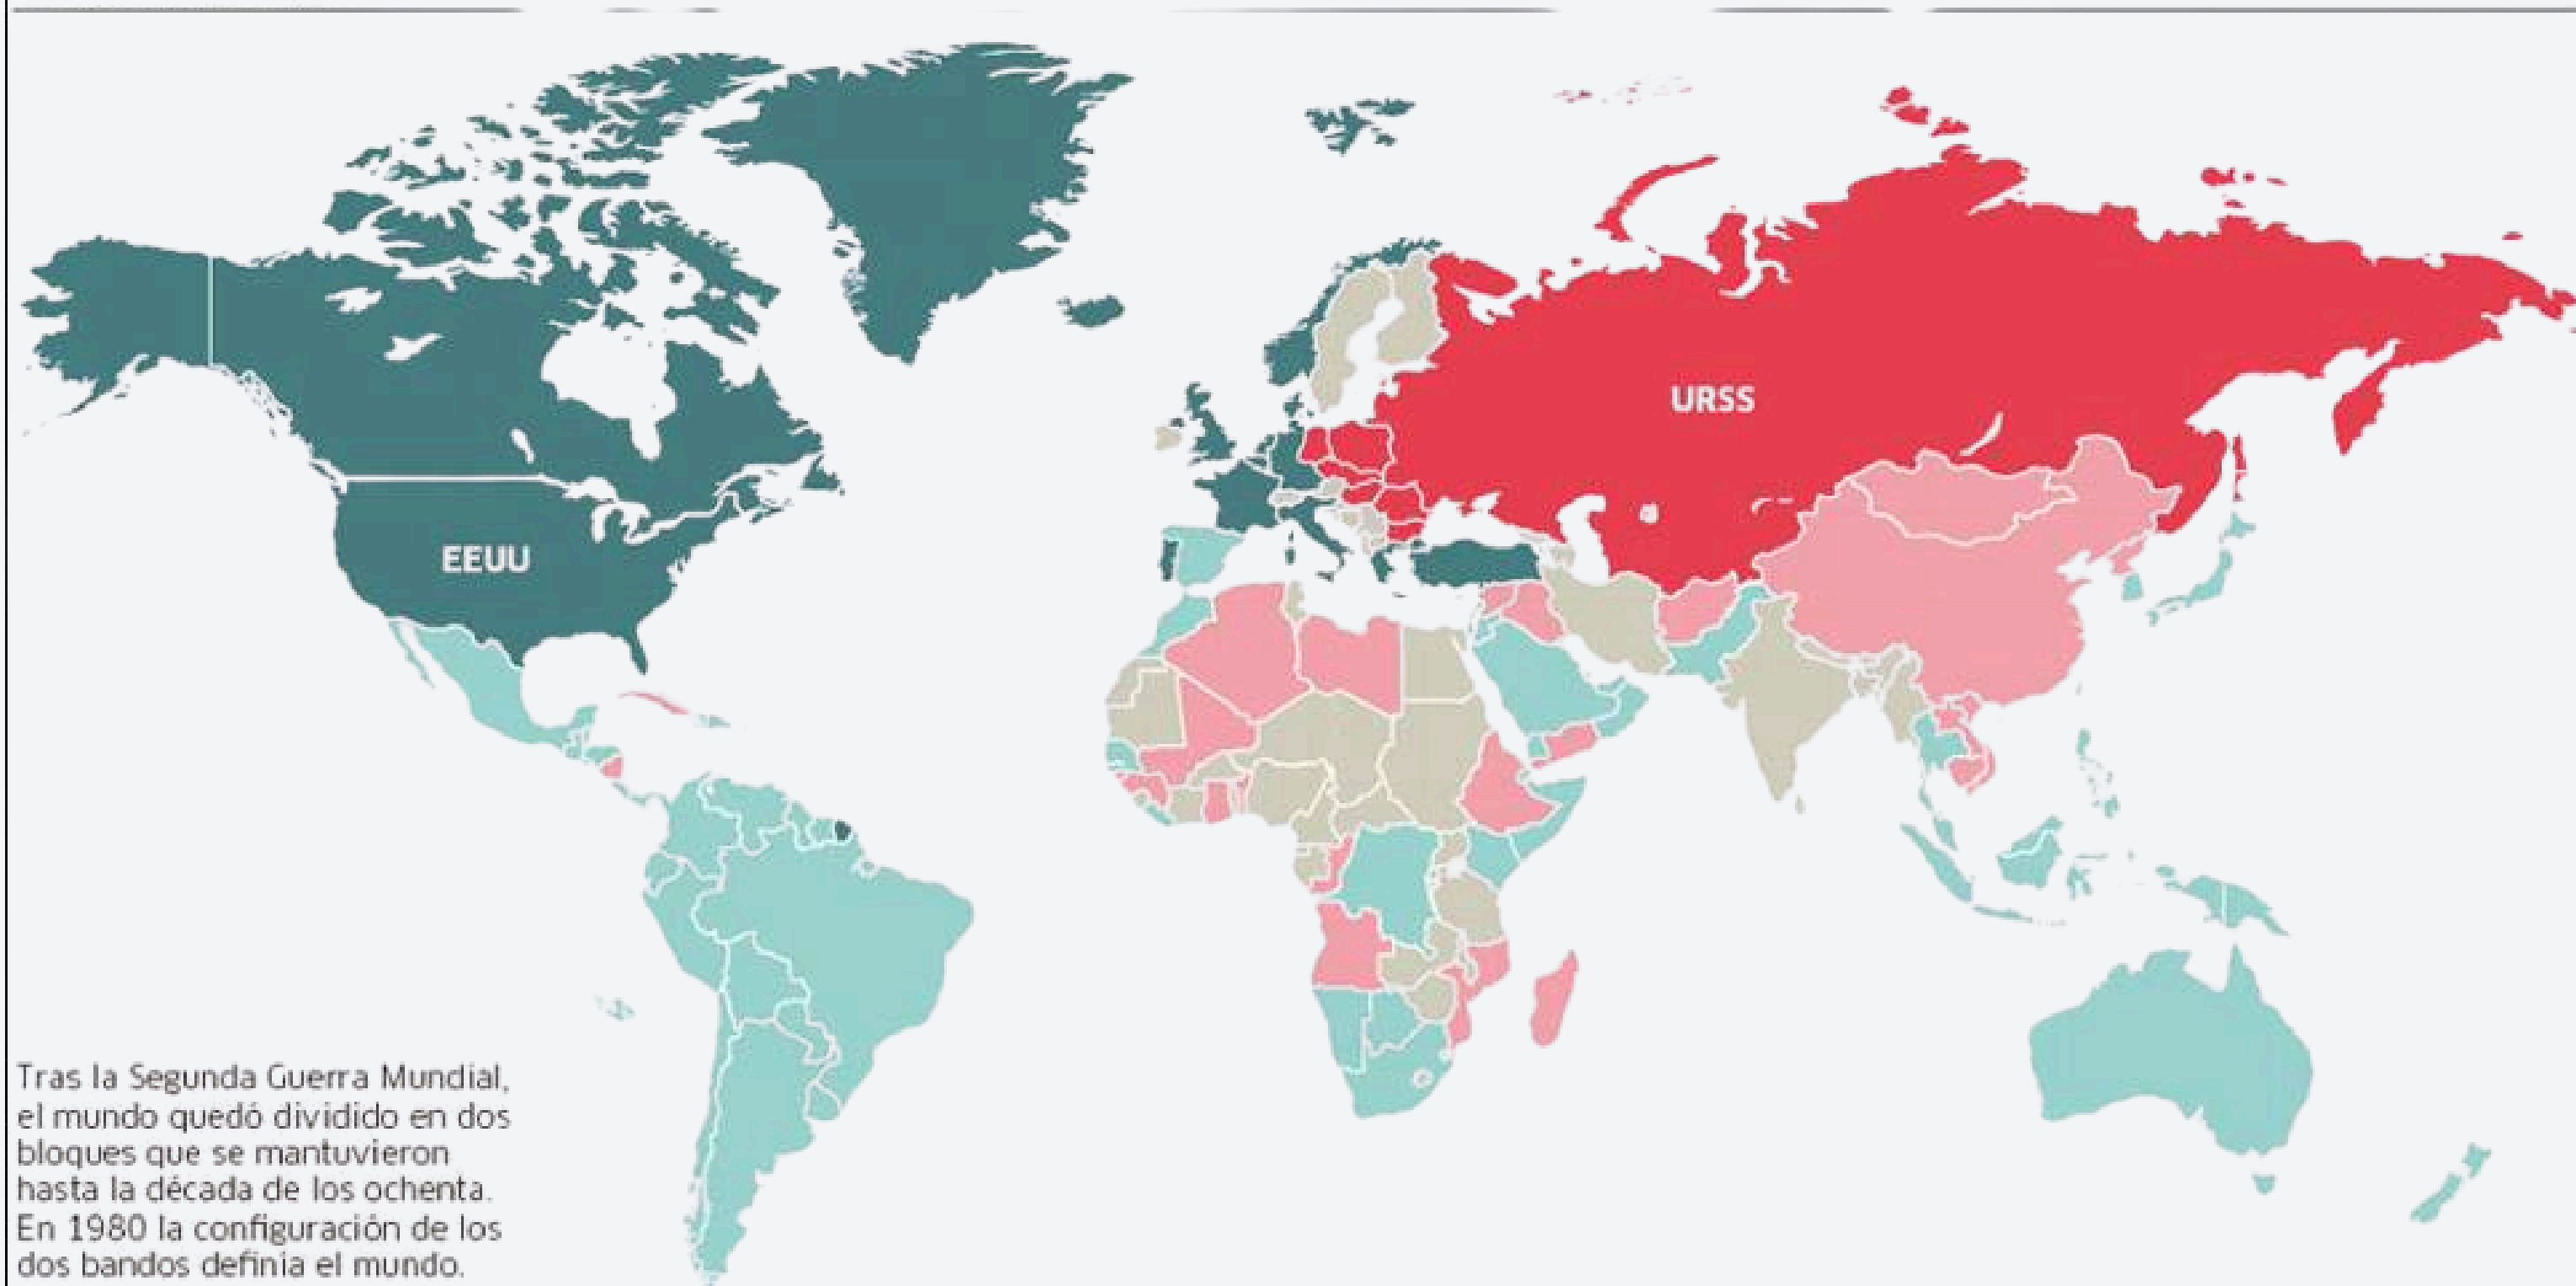 URSS
EEUU
Tras la Segunda Guerra Mundial,
el mundo quedó dividido en dos
bloques que se mantuvieron
hasta la década de los ochenta.
En 1980 la configuración de los
dos bandos definía el mundo.